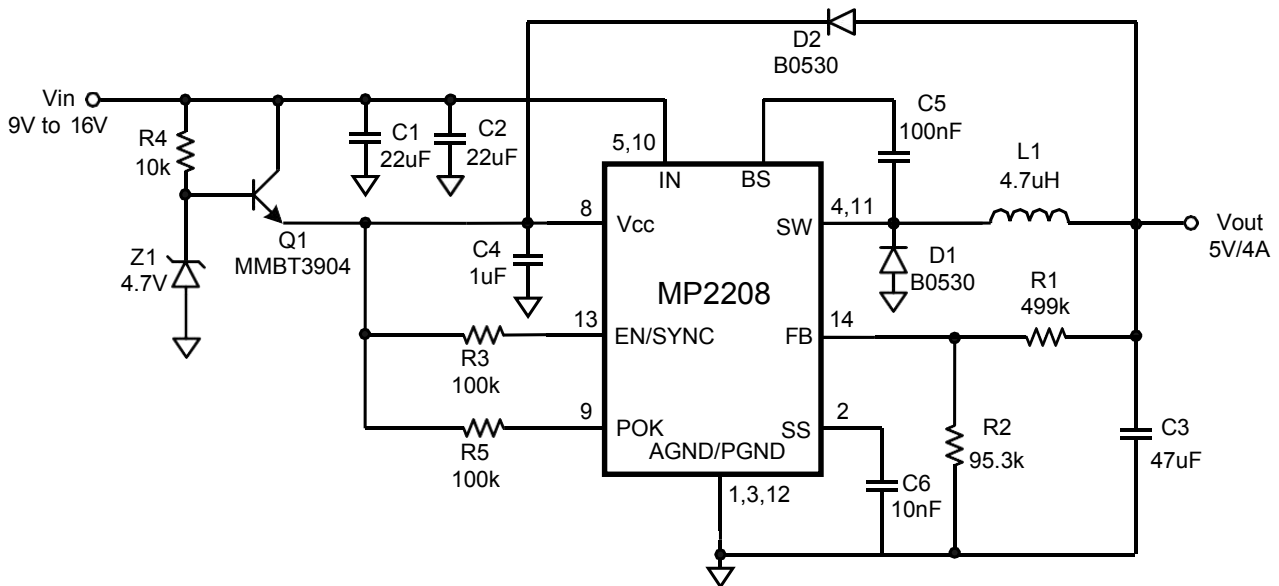 D2
B0530
Vin
9V to 16V
R4
10k
C1
22uF
C2
22uF
5,10
C5
100nF
L1
4.7uH
IN
BS
8
Vcc
SW
4,11
Vout
5V/4A
Z1
4.7V
Q1
MMBT3904
C4
1uF
D1
B0530
MP2208
R1
499k
13
EN/SYNC
FB
14
R3
100k
9
POK
SS
2
R5
100k
AGND/PGND
R2
95.3k
C3
47uF
1,3,12
C6
10nF